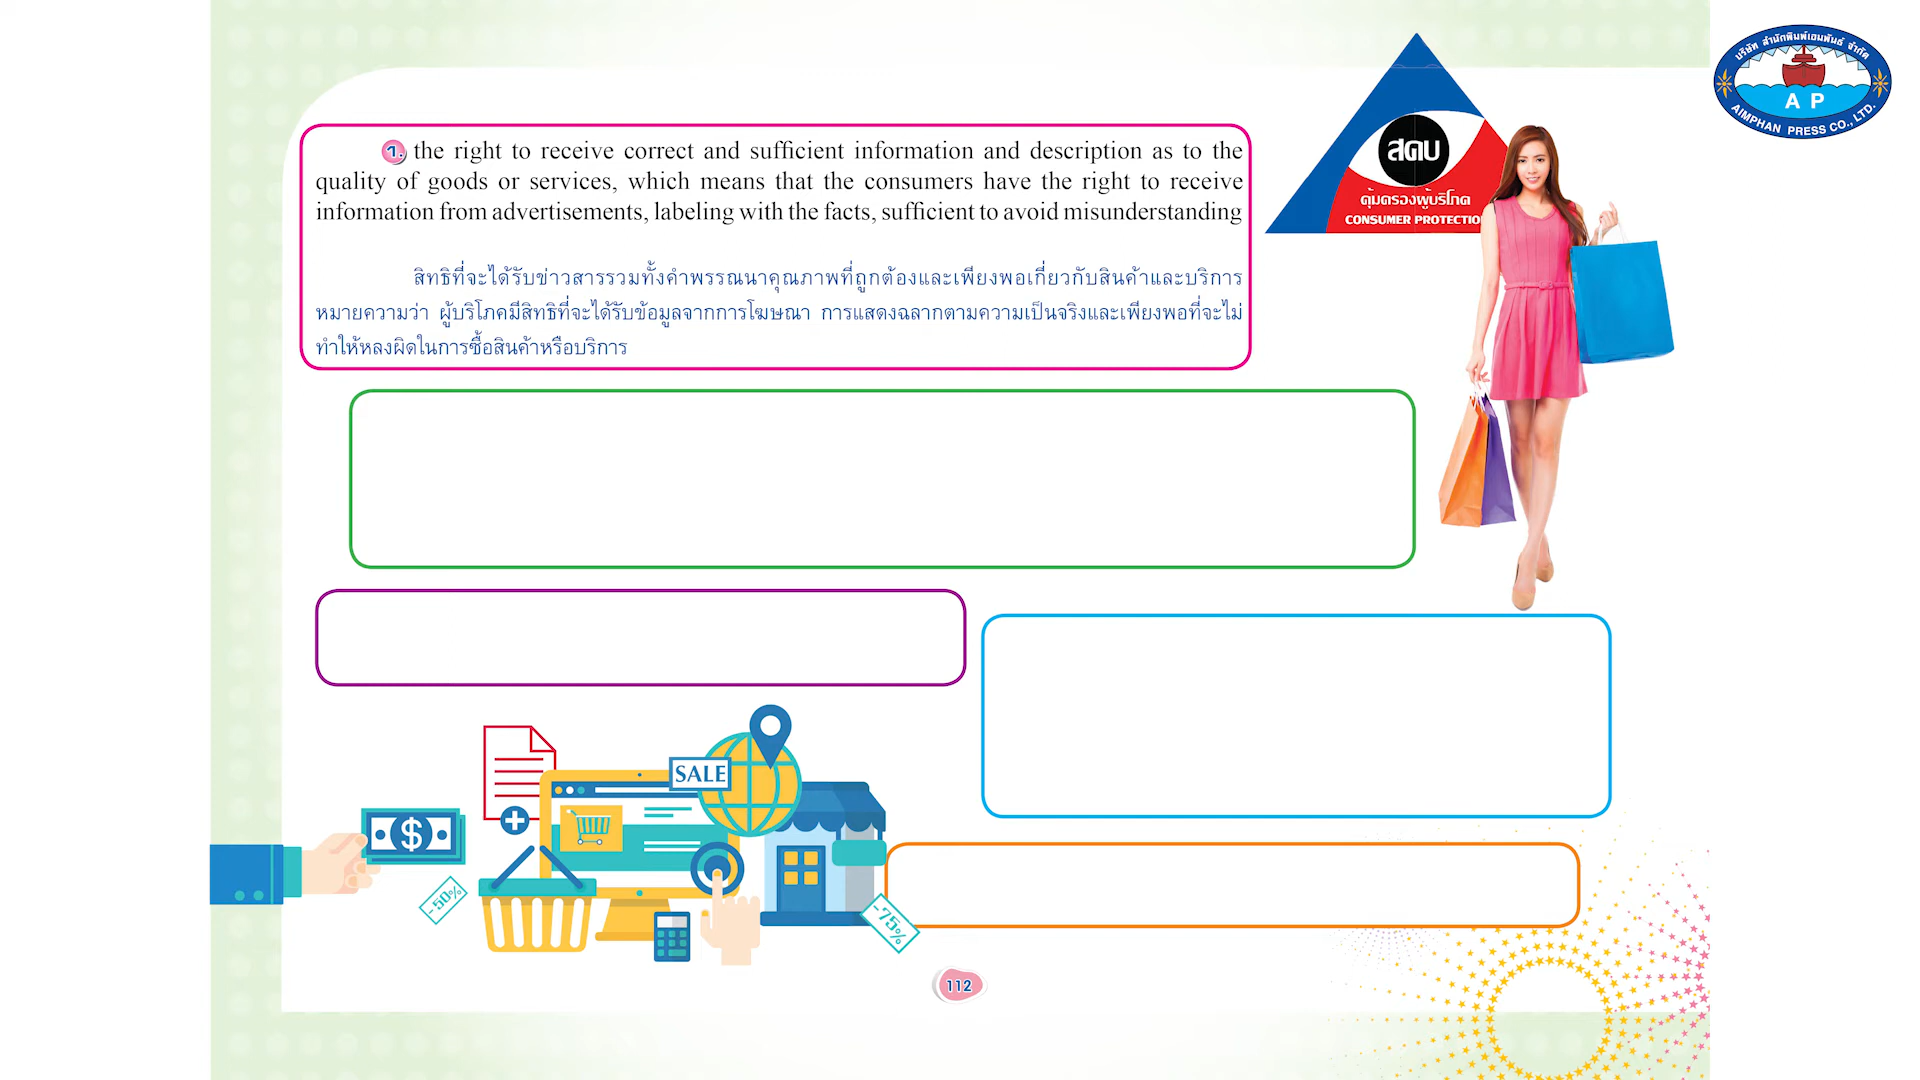 บริษัท สำนักพิมพ์เอมพันธ์ จำกัด
A P
AIMPHAN PRESS CO., LTD.
สคบ
คุ้มครองผู้บริโภค
CONSUMER PROTECTIO
1. the right to receive correct and sufficient information and description as to the
quality of goods or services, which means that the consumers have the right to receive
information from advertisements, labeling with the facts, sufficient to avoid misunderstanding
สิทธิที่จะได้รับข่าวสารรวมทั้งคำพรรณนาคุณภาพที่ถูกต้องและเพียงพอเกี่ยวกับสินค้าและบริการ
หมายความว่า ผู้บริโภคมีสิทธิที่จะได้รับข้อมูลจากการโฆษณา การแสดงฉลากตามความเป็นจริงและเพียงพอที่จะไม่
ทำให้หลงผิดในการซื้อสินค้าหรือบริการ
SALE
$
-50%
-75%
112